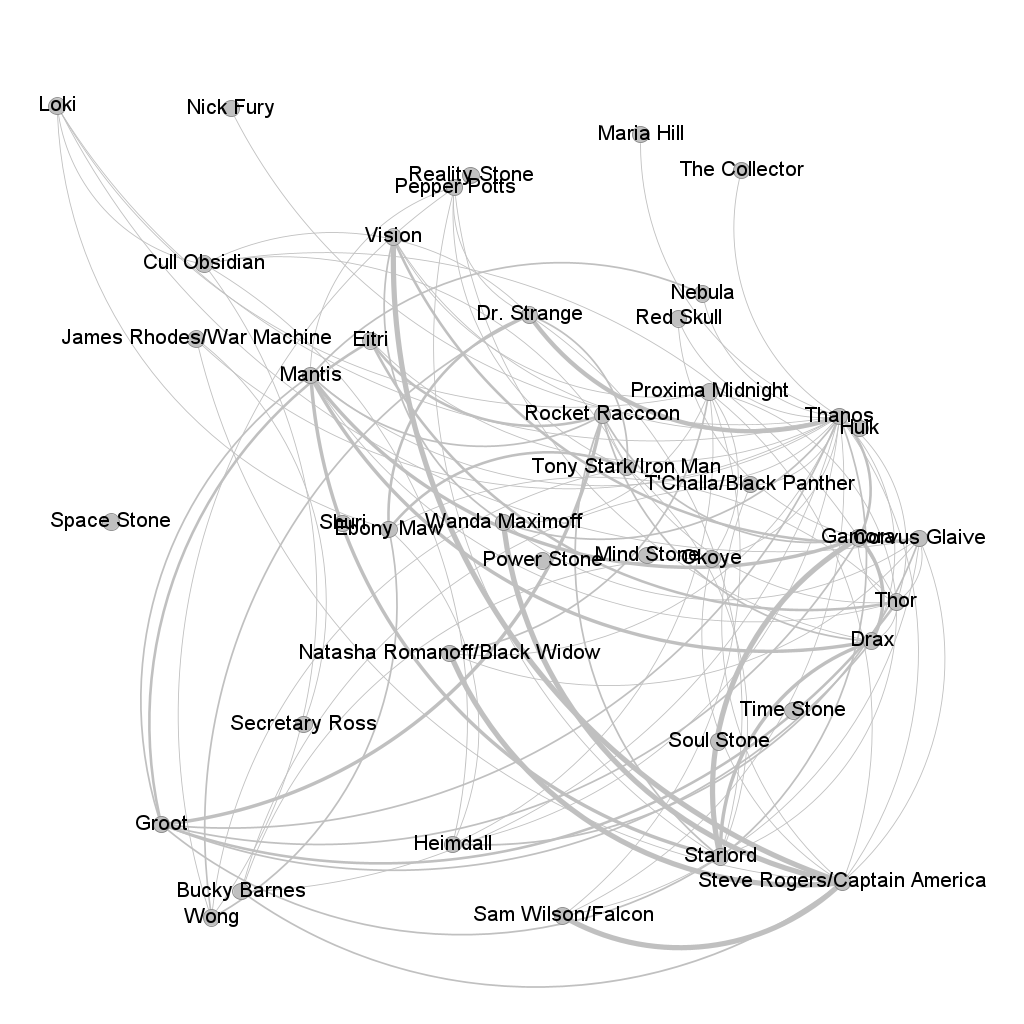 Loki
Nick Fury
Maria Hill
The Collector
Reality Stone
Pepper Potts
Vision
Cull Obsidian
Nebula
Dr. Strange
Red Skull
James Rhodes/War Machine
Eitri
Mantis
Proxima Midnight
Rocket Raccoon
Thanos
Hulk
Tony Stark/Iron Man
T'Challa/Black Panther
Space Stone
Shuri
Ebony Maw
Wanda Maximoff
Gamora
Corvus Glaive
Power Stone
Mind Stone
Okoye
Thor
Drax
Natasha Romanoff/Black Widow
Time Stone
Secretary Ross
Soul Stone
Groot
Heimdall
Starlord
Steve Rogers/Captain America
Bucky Barnes
Wong
Sam Wilson/Falcon